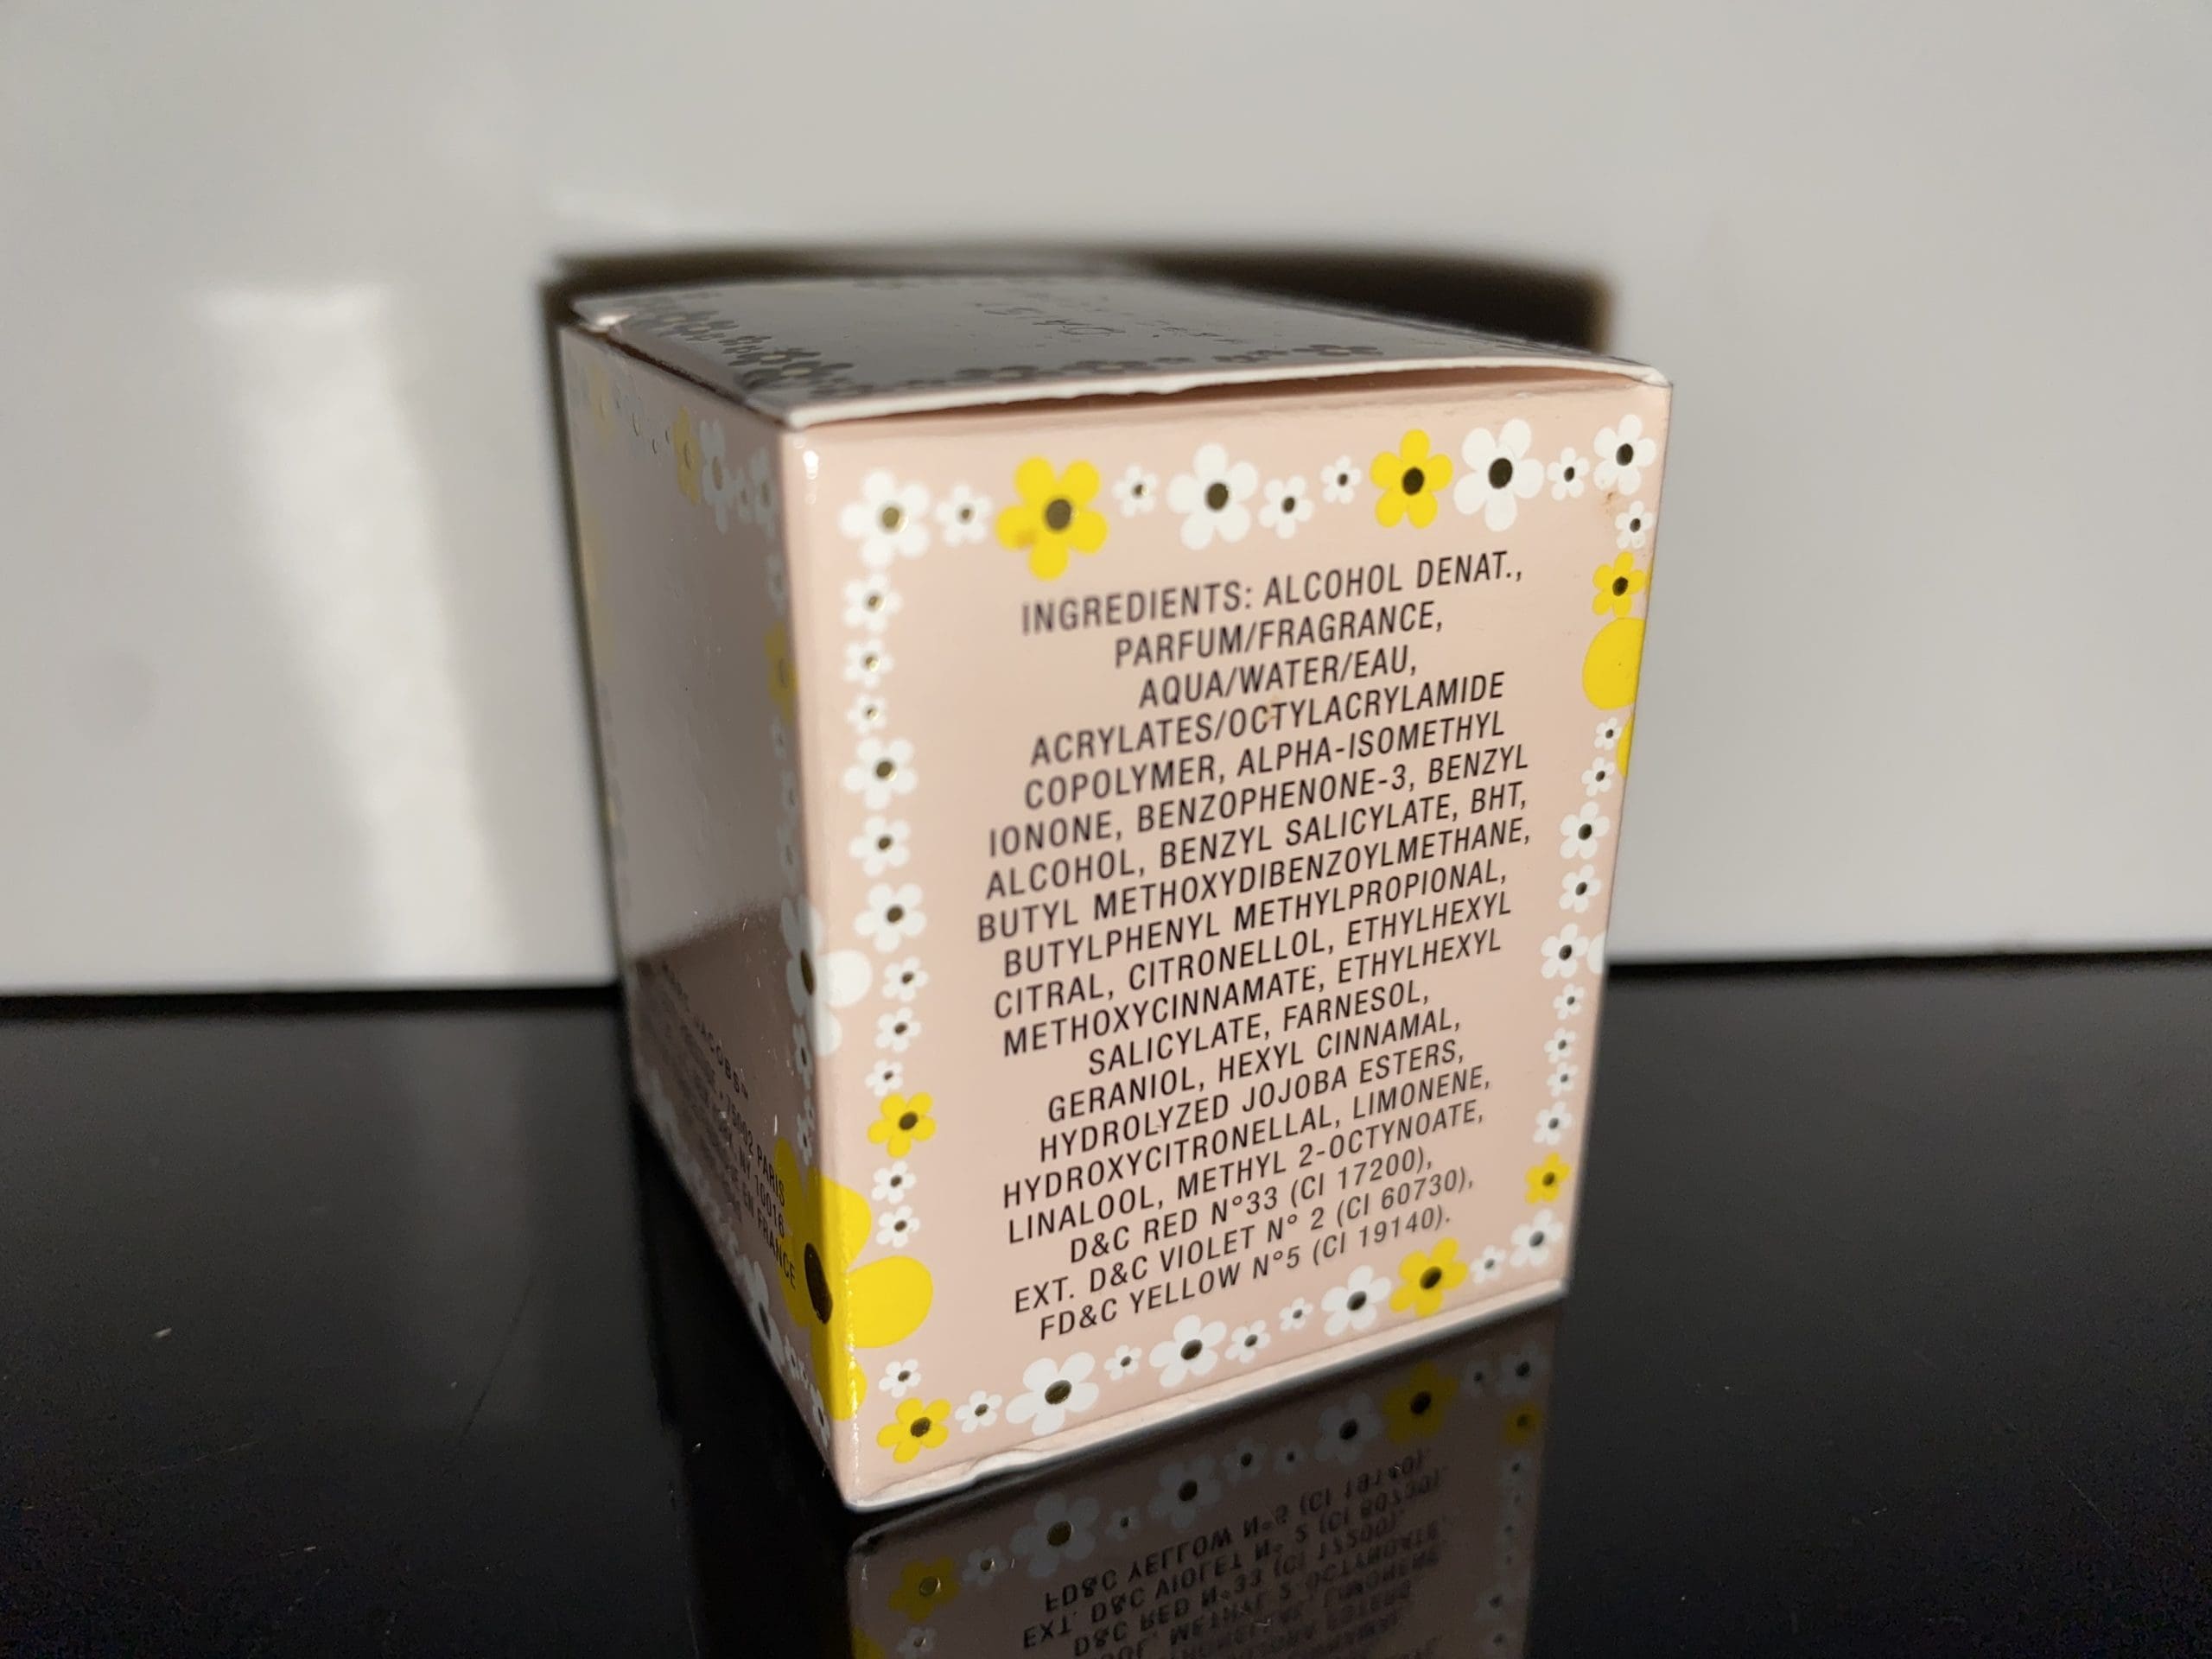 INGREDIENTS: ALCOHOL DENAT.,
PARFUM/FRAGRANCE,
AQUA/WATER/EAU,
ACRYLATES/OCTYLACRYLAMIDE
COPOLYMER, ALPHA-ISOMETHYL
IONONE, BENZOPHENONE-3, BENZYL
ALCOHOL, BENZYL SALICYLATE, BHT,
BUTYL METHOXYDIBENZOYLMETHANE,
BUTYLPHENYL METHYLPROPIONAL,
CITRAL, CITRONELLOL, ETHYLHEXYL
METHOXYCINNAMATE, ETHYLHEXYL
SALICYLATE, FARNESOL,
GERANIOL, HEXYL CINNAMAL,
HYDROLYZED JOJOBA ESTERS,
HYDROXYCITRONELLAL, LIMONENE,
LINALOOL, METHYL 2-OCTYNOATE,
D&C RED N°33 (CI 17200),
EXT. D&C VIOLET N° 2 (CI 60730),
FD&C YELLOW N°5 (CI 19140).
JACOBS™
75002 PARIS
NY 10016
EN FRANCE